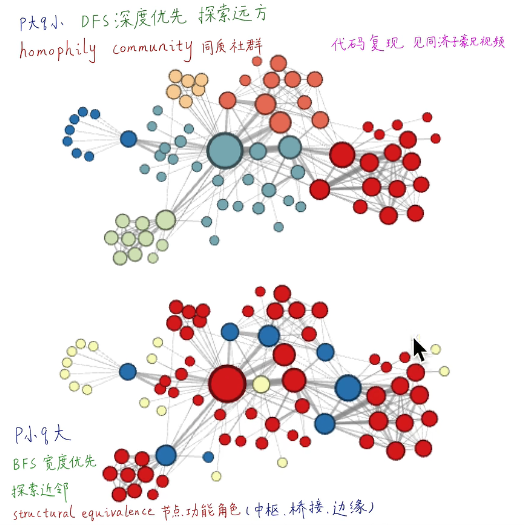 P大q小 DFS深度优先 探索远方
homophily community 同质社群
代码复现 见同济子豪兄视频
P小q大
BFS 宽度优先
探索近邻
structural equivalence 节点功能角色(中枢、桥接、边缘)